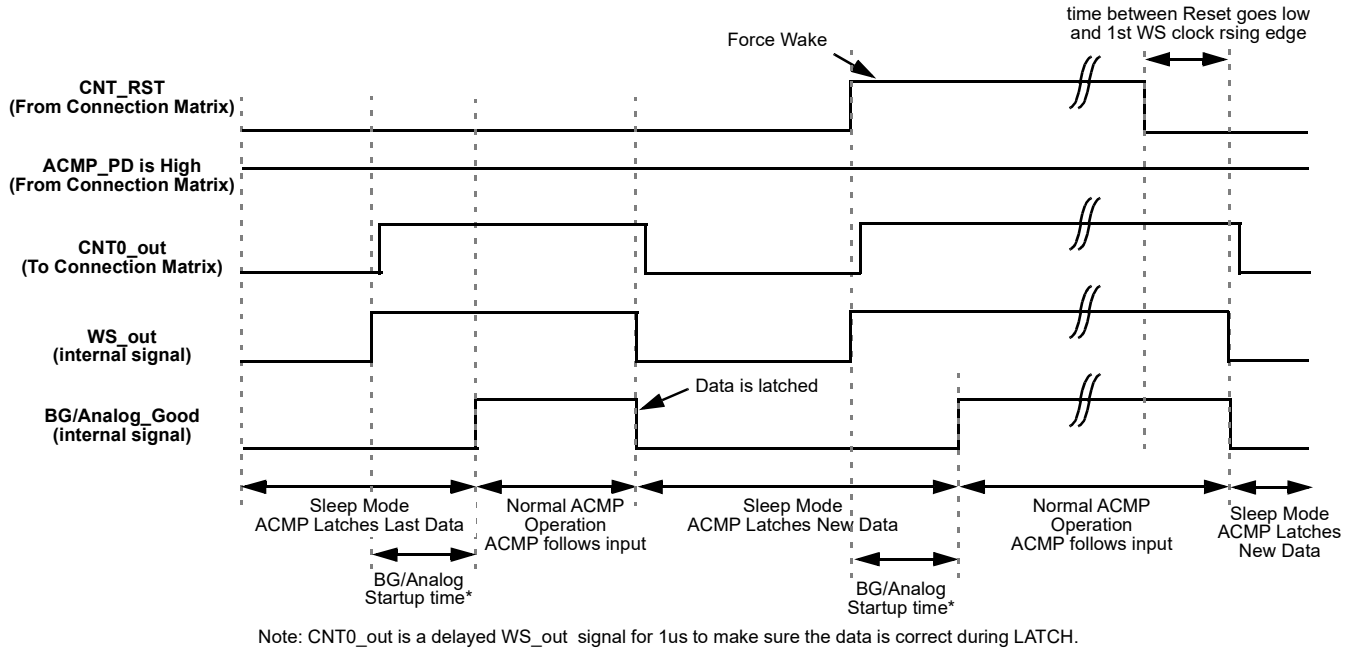 time between Reset goes low
and 1st WS clock rsing edge
Force Wake
CNT_RST
(From Connection Matrix)
ACMP_PD is High
(From Connection Matrix)
CNT0_out
(To Connection Matrix)
WS_out
(internal signal)
Data is latched
BG/Analog_Good
(internal signal)
Sleep Mode
ACMP Latches Last Data
Normal ACMP
Operation
ACMP follows input
Sleep Mode
ACMP Latches New Data
Normal ACMP
Operation
ACMP follows input
Sleep Mode
ACMP Latches
New Data
BG/Analog
Startup time*
BG/Analog
Startup time*
Note: CNT0_out is a delayed WS_out signal for 1us to make sure the data is correct during LATCH.